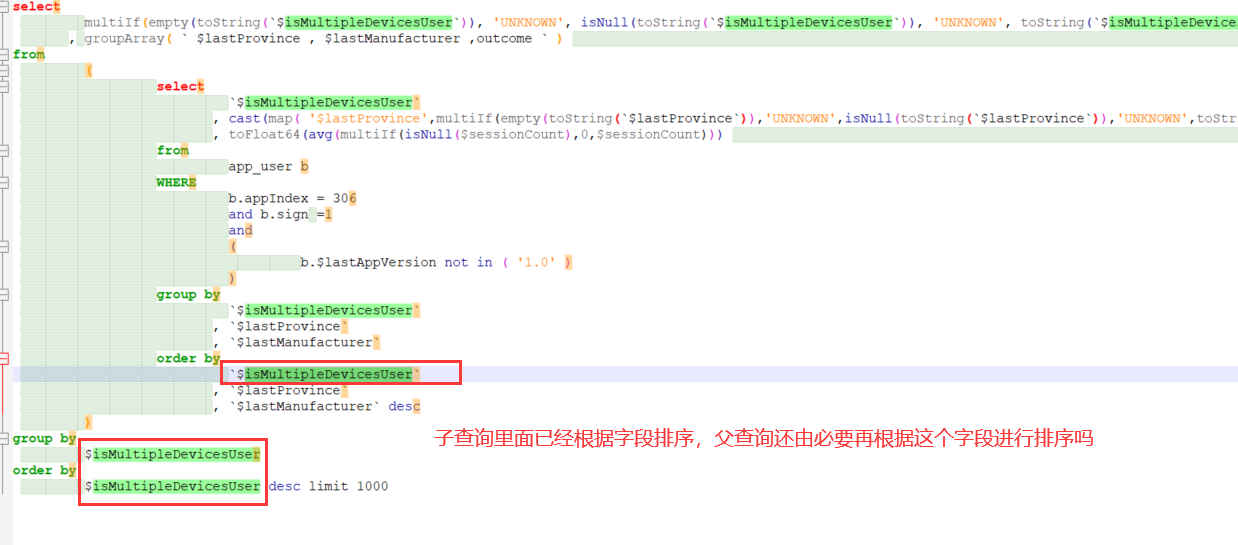 select
multiIf(empty(toString(`$isMultipleDevicesUser`)), 'UNKNOWN', isNull(toString(`$isMultipleDevicesUser`)), 'UNKNOWN', toString(`$isMultipleDevicesUse
, groupArray( ` $lastProvince , $lastManufacturer ,outcome ` )
from
(
select
`$isMultipleDevicesUser`
, cast(map( '$lastProvince',multiIf(empty(toString(`$lastProvince`)),'UNKNOWN',isNull(toString(`$lastProvince`)),'UNKNOWN',toStr
, toFloat64(avg(multiIf(isNull($sessionCount),0,$sessionCount)))
from
app_user b
WHERE
b.appIndex = 306
and b.sign =1
and
(
b.$lastAppVersion not in ( '1.0' )
)
group by
`$isMultipleDevicesUser`
, `$lastProvince`
, `$lastManufacturer`
order by
`$isMultipleDevicesUser`
, `$lastProvince`
, `$lastManufacturer` desc
)
子查询里面已经根据字段排序，父查询还由必要再根据这个字段进行排序吗
group by
$isMultipleDevicesUser
order by
$isMultipleDevicesUser desc limit 1000